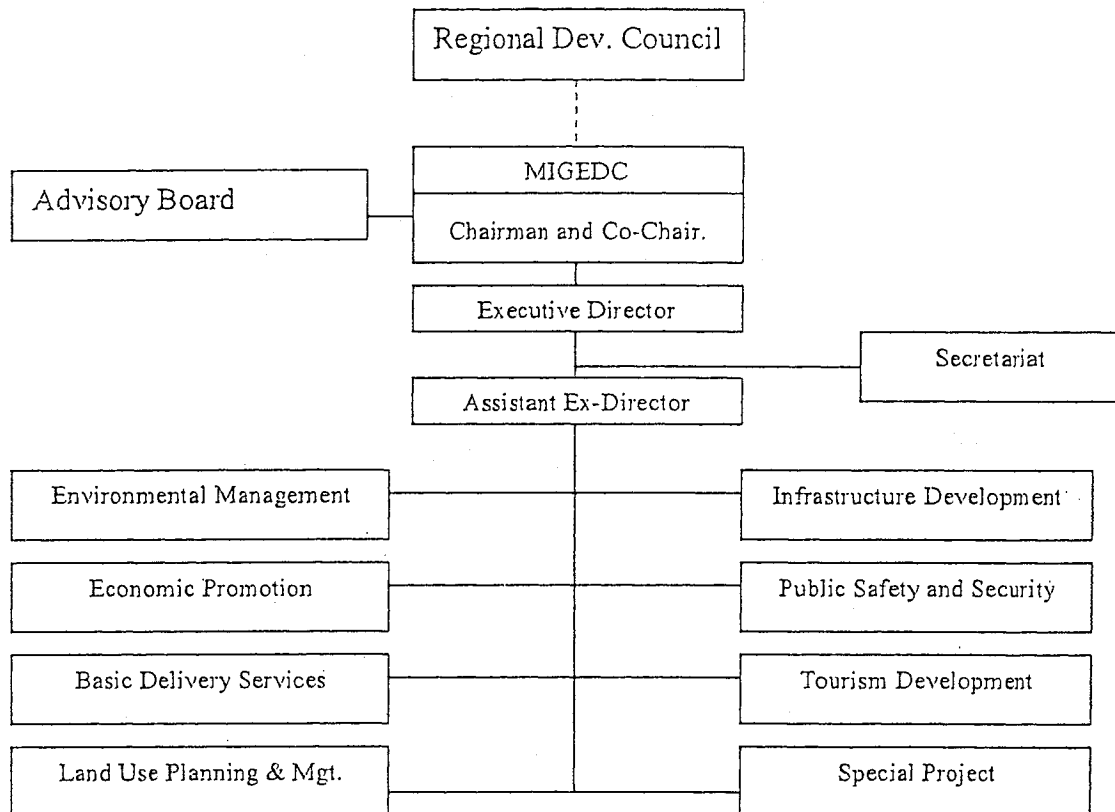 Regional Dev. Council
MIGEDC
Advisory Board
Chairman and Co-Chair.
Executive Director
Secretariat
Assistant Ex-Director
Environmental Management
Infrastructure Development
Economic Promotion
Public Safety and Security
Basic Delivery Services
Tourism Development
Land Use Planning & Mgt.
Special Project